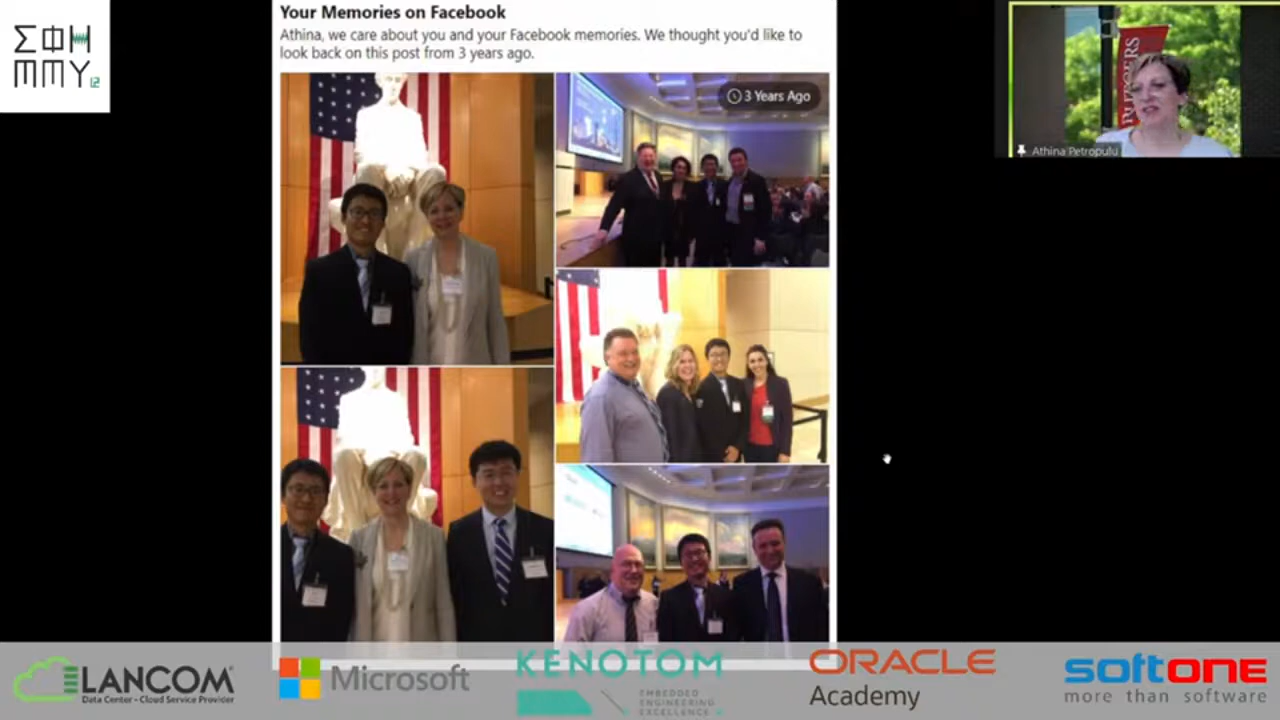 ΣΦΗ
ΜΜΥ 12
Your Memories on Facebook
Athina, we care about you and your Facebook memories. We thought you'd like to
look back on this post from 3 years ago.
3 Years Ago
RUTGERS
Athina Petropulu
LANCOM
Data Center - Cloud Service Provider
Microsoft
KENOTOM
EMBEDDED
ENGINEERING
EXCELLENCE
ORACLE
Academy
softone
more than software